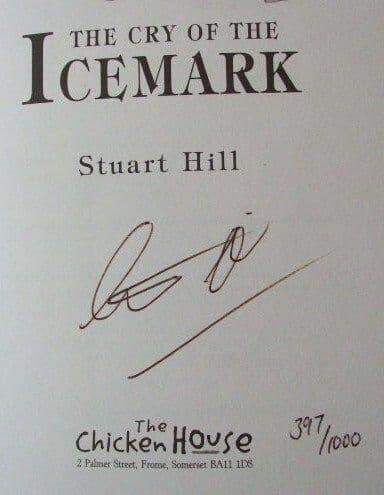 THE CRY OF THE
ICEMARK
Stuart Hill
The
Chicken House
2 Palmer Street, Frome, Somerset BA11 1DS
397/1000